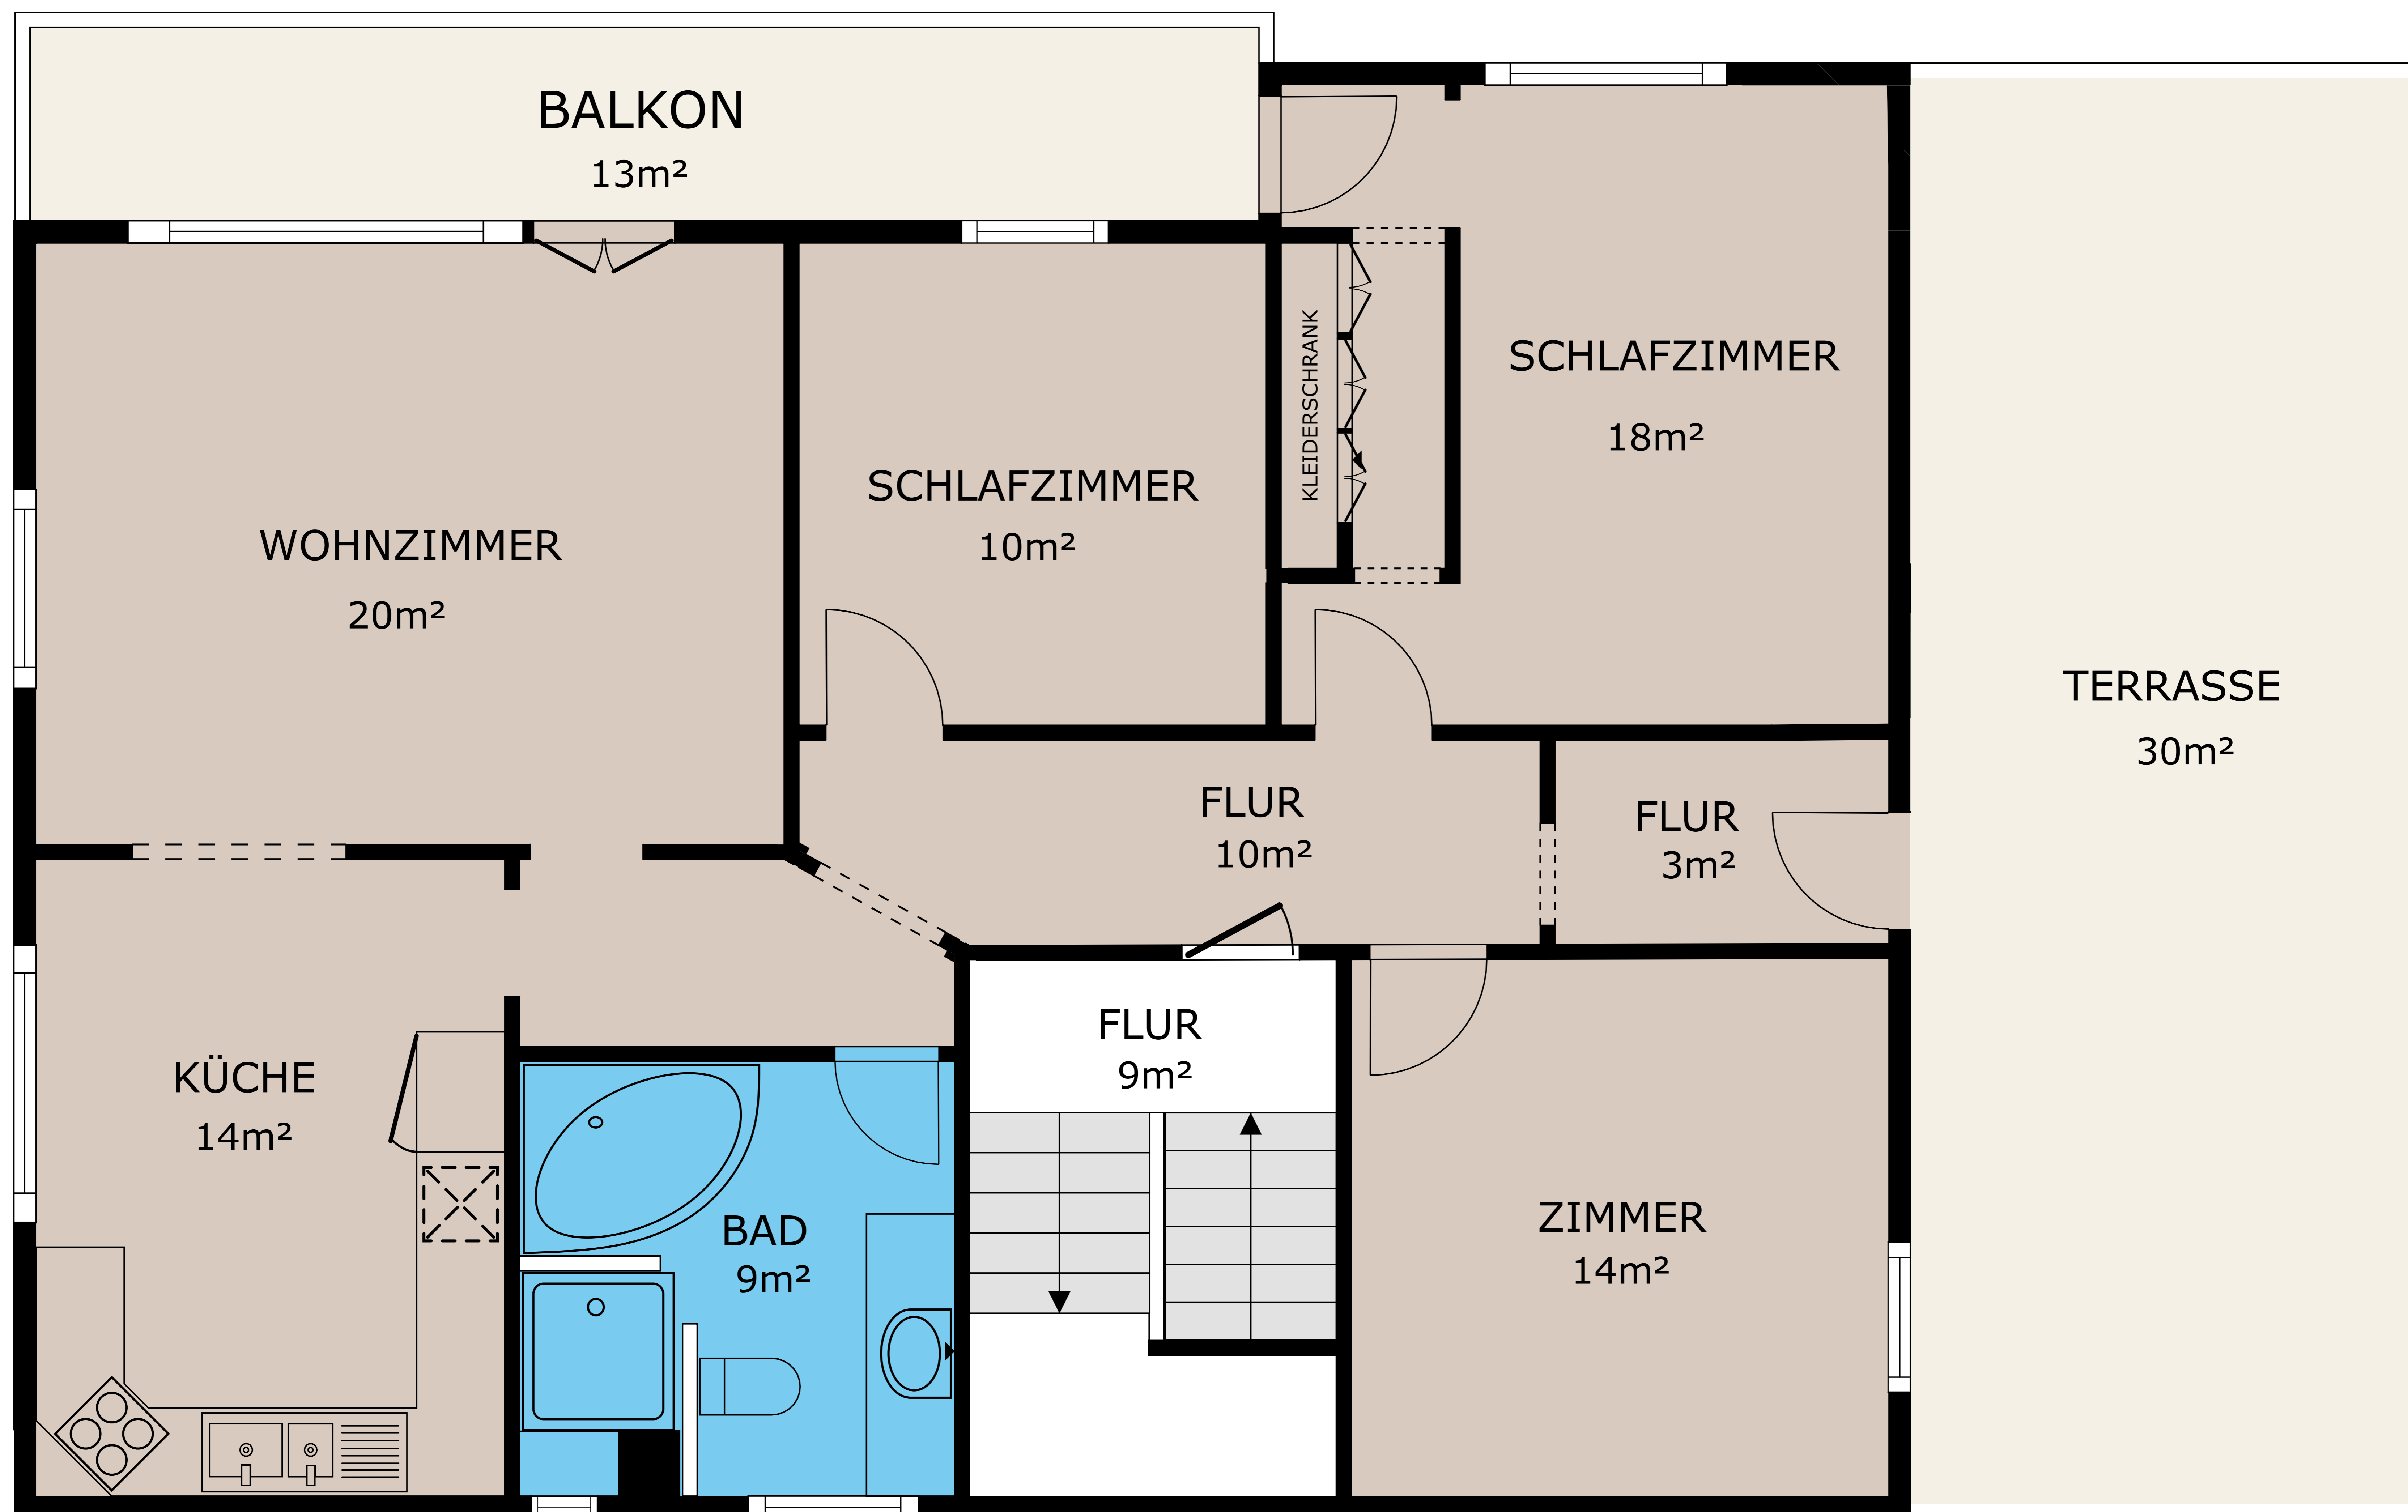 BALKON
13m²
SCHLAFZIMMER
18m²
KLEIDERSCHRANK
SCHLAFZIMMER
10m²
WOHNZIMMER
20m²
TERRASSE
30m²
FLUR
10m²
FLUR
3m²
FLUR
9m²
KÜCHE
14m²
BAD
9m²
ZIMMER
14m²